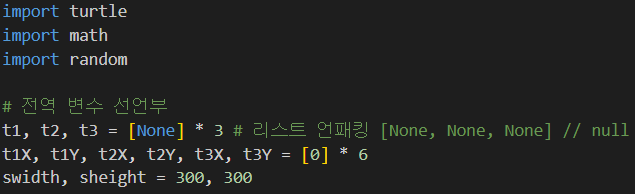 import turtle
import math
import random
# 전역 변수 선언부
t1, t2, t3 = [None] * 3 # 리스트 언패킹 [None, None, None] // null
t1X, t1Y, t2X, t2Y, t3X, t3Y = [0] * 6
swidth, sheight = 300, 300